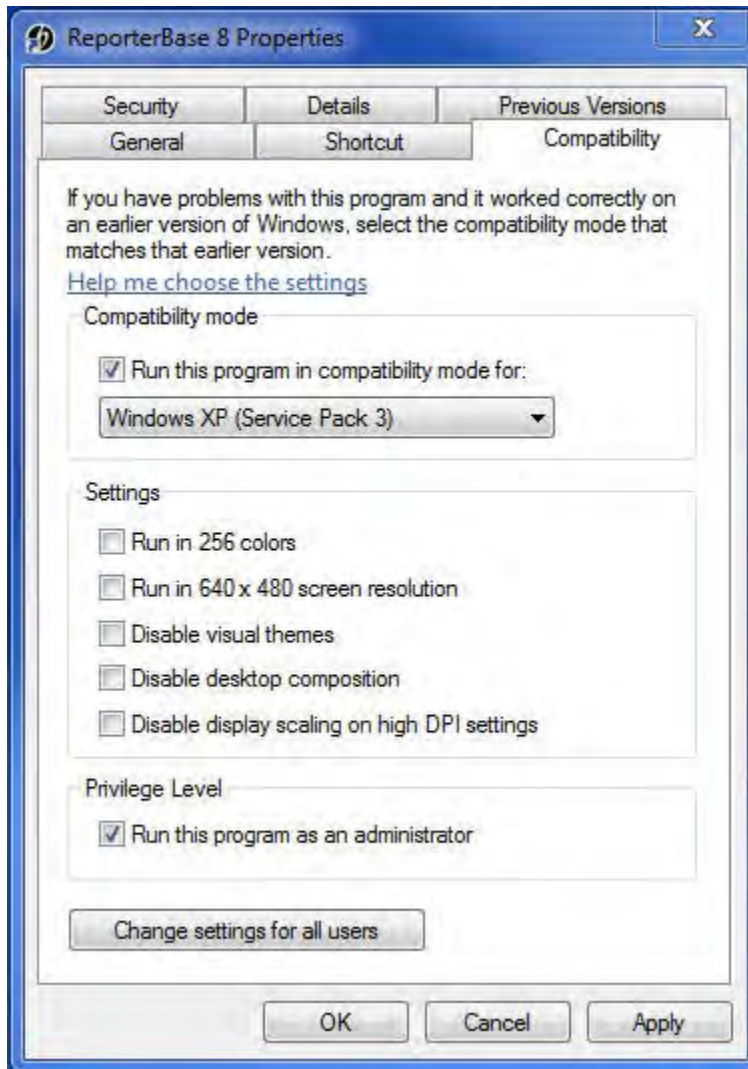 ReporterBase 8 Properties
x
Security Details Previous Versions
General Shortcut Compatibility
If you have problems with this program and it worked correctly on
an earlier version of Windows, select the compatibility mode that
matches that earlier version.
Help me choose the settings
Compatibility mode
Run this program in compatibility mode for:
Windows XP (Service Pack 3)
Settings
Run in 256 colors
Run in 640 x 480 screen resolution
Disable visual themes
Disable desktop composition
Disable display scaling on high DPI settings
Privilege Level
Run this program as an administrator
Change settings for all users
OK Cancel Apply